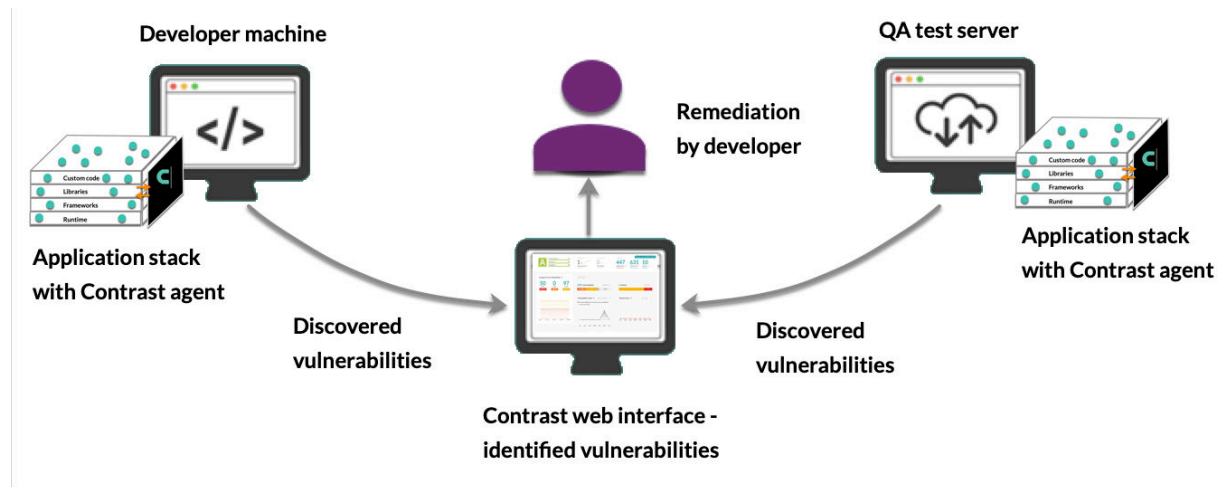 Developer machine
QA test server
</>
Custom code
Libraries
Frameworks
Runtime
Application stack
with Contrast agent
Remediation
by developer
Custom code
Libraries
Frameworks
Runtime
Application stack
with Contrast agent
Discovered
vulnerabilities
Discovered
vulnerabilities
Contrast web interface -
identified vulnerabilities